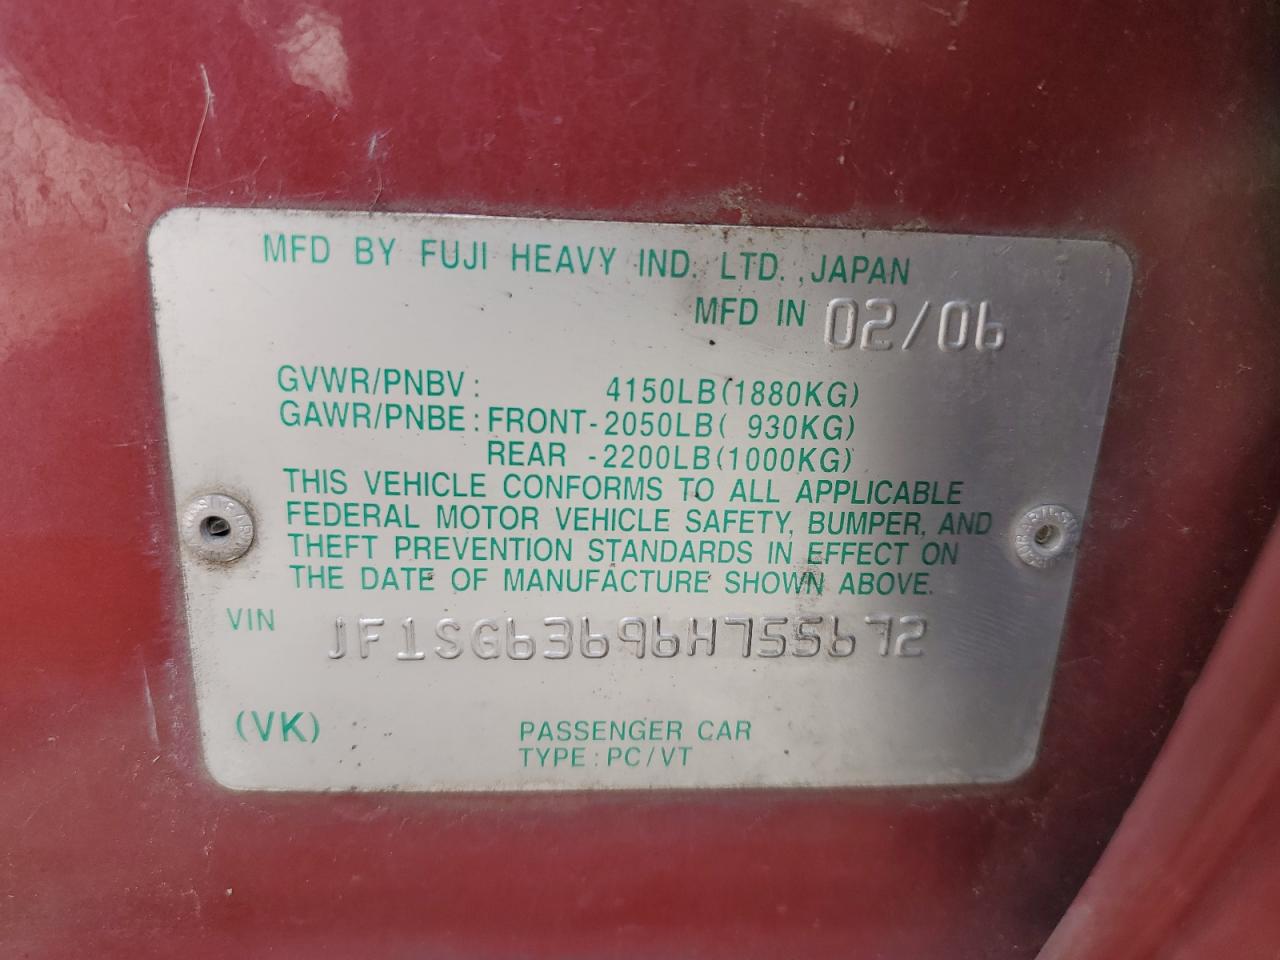 MFD BY FUJI HEAVY IND. LTD., JAPAN
MFD IN 02/06
GVWR/PNBV: 4150LB(1880KG)
GAWR/PNBE: FRONT-2050LB( 930KG)
REAR -2200LB(1000KG)
THIS VEHICLE CONFORMS TO ALL APPLICABLE
FEDERAL MOTOR VEHICLE SAFETY, BUMPER, AND
THEFT PREVENTION STANDARDS IN EFFECT ON
THE DATE OF MANUFACTURE SHOWN ABOVE.
VIN JF1SG63696H755672
(VK) PASSENGER CAR
TYPE:PC/VT